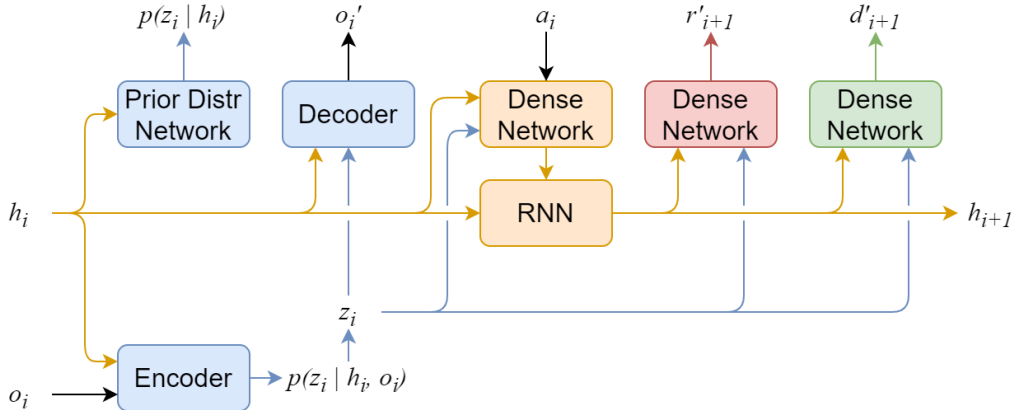 p(z_i | h_i)
o_i'
a_i
r'_{i+1}
d'_{i+1}
Prior Distr
Network
Decoder
Dense
Network
Dense
Network
Dense
Network
h_i
RNN
h_{i+1}
z_i
Encoder
p(z_i | h_i, o_i)
o_i